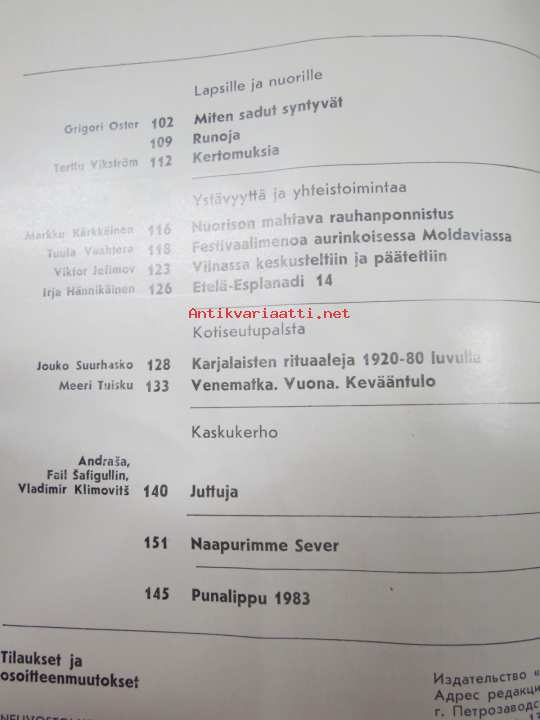 Lapsille ja nuorille
Grigori Oster 102 Miten sadut syntyvät
109 Runoja
Terttu Vikström 112 Kertomuksia
Ystävyyttä ja yhteistoimintaa
Markku Kärkkäinen 116 Nuorison mahtava rauhanponnistus
Tuula Vaahtera 118 Festivaalimenoa aurinkoisessa Moldaviassa
Viktor Jefimov 123 Vilnassa keskusteltiin ja päätettiin
Irja Hännikäinen 126 Etelä-Esplanadi 14
Antikvariaatti.net
Kotiseutupalsta
Jouko Suurhasko 128 Karjalaisten rituaaleja 1920-80 luvulla
Meeri Tuisku 133 Venematka. Vuona. Kevääntulo
Kaskukerho
Andraša,
Fail Šafigullin,
Vladimir Klimovitš 140 Juttuja
151 Naapurimme Sever
145 Punalippu 1983
Tilaukset ja
osoitteenmuutokset
Издательство «
Адрес редакци
г. Петрозаводс